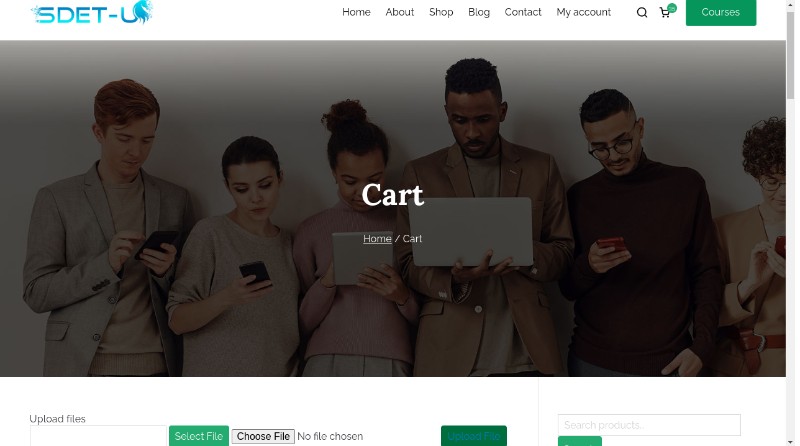 SDET-U
Home About Shop Blog Contact My account Courses
Cart
Home / Cart
Upload files
Select File Choose File No file chosen Upload File
Search products...